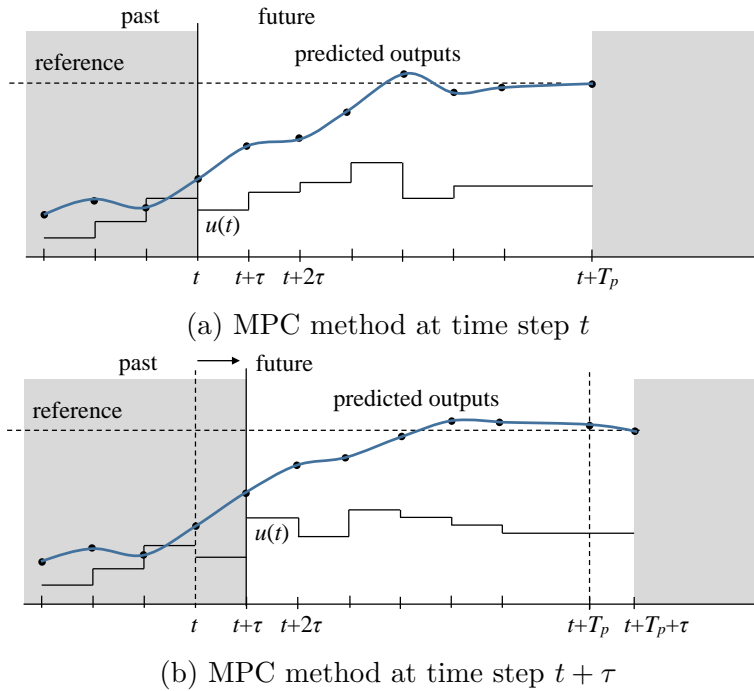 past future
predicted outputs
reference
u(t)
t t+τ t+2τ t+Tₚ
(a) MPC method at time step t
past future
predicted outputs
reference
u(t)
t t+τ t+2τ t+Tₚ t+Tₚ+τ
(b) MPC method at time step t + τ